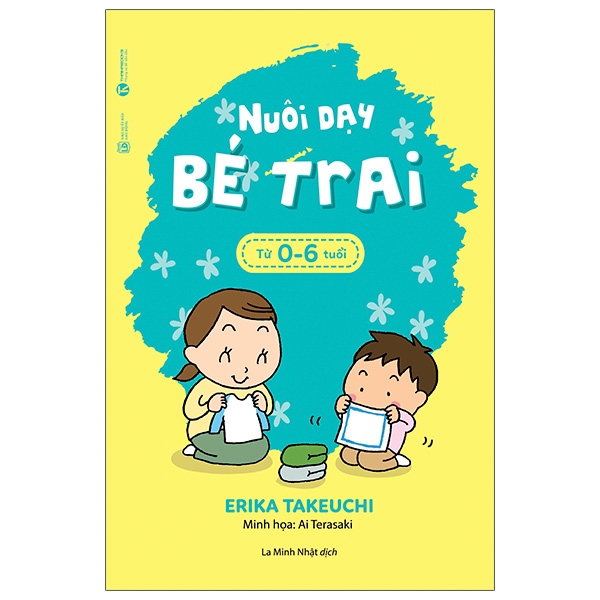 NUÔI DẠY
BÉ TRAI
Từ 0-6 tuổi
ERIKA TAKEUCHI
Minh họa: Ai Terasaki
La Minh Nhật dịch